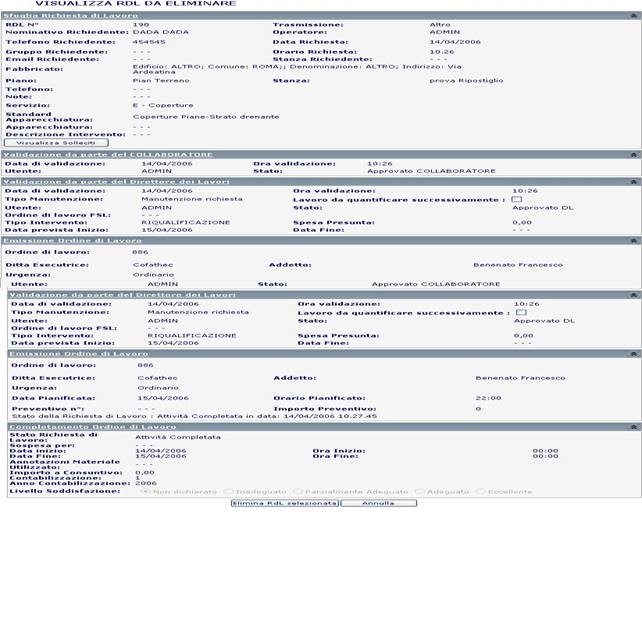 VISUALIZZA RDL DA ELIMINARE
Sfoglia Richiesta di Lavoro
RDL N° 190 Trasmissione: Altro
Nominativo Richiedente: DADA DADA Operatore: ADMIN
Telefono Richiedente: 454545 Data Richiesta: 14/04/2006
Gruppo Richiedente: - - - Orario Richiesta: 10.26
Email Richiedente: - - - Stanza Richiedente: - - -
Fabbricato: Edificio: ALTRO; Comune: ROMA;; Denominazione: ALTRO; Indirizzo: Via
Ardeatina
Piano: Pian Terreno Stanza: prova Ripostiglio
Telefono: - - -
Note: - - -
Servizio: E - Coperture
Standard
Apparecchiatura: Coperture Piane-Strato drenante
Apparecchiatura: - - -
Descrizione Intervento: - - -
Visualizza Solleciti
Validazione da parte del COLLABORATORE
Data di validazione: 14/04/2006 Ora validazione: 10:26
Utente: ADMIN Stato: Approvato COLLABORATORE
Validazione da parte del Direttore dei Lavori
Data di validazione: 14/04/2006 Ora validazione: 10:26
Tipo Manutenzione: Manutenzione richiesta Lavoro da quantificare successivamente :
Utente: ADMIN Stato: Approvato DL
Ordine di lavoro FSL: - - -
Tipo Intervento: RIQUALIFICAZIONE Spesa Presunta: 0,00
Data prevista Inizio: 15/04/2006 Data Fine: - - -
Emissione Ordine di Lavoro
Ordine di lavoro: 886
Ditta Esecutrice: Cofathec Addetto: Benenato Francesco
Urgenza: Ordinario
Utente: ADMIN Stato: Approvato COLLABORATORE
Validazione da parte del Direttore dei Lavori
Data di validazione: 14/04/2006 Ora validazione: 10:26
Tipo Manutenzione: Manutenzione richiesta Lavoro da quantificare successivamente :
Utente: ADMIN Stato: Approvato DL
Ordine di lavoro FSL: - - -
Tipo Intervento: RIQUALIFICAZIONE Spesa Presunta: 0,00
Data prevista Inizio: 15/04/2006 Data Fine: - - -
Emissione Ordine di Lavoro
Ordine di lavoro: 886
Ditta Esecutrice: Cofathec Addetto: Benenato Francesco
Urgenza: Ordinario
Data Pianificata: 15/04/2006 Orario Pianificato: 22:00
Preventivo n°: - - - Importo Preventivo: 0
Stato della Richiesta di Lavoro : Attività Completata in data: 14/04/2006 10.27.45
Completamento Ordine di Lavoro
Stato Richiesta di
Lavoro: Attività Completata
Sospesa per: - - -
Data inizio: 14/04/2006 Ora Inizio: 00:00
Data Fine: 15/04/2006 Ora Fine: 00:00
Annotazioni Materiale
Utilizzato: - - -
Importo a Consuntivo: 0,00
Contabilizzazione: 1
Anno Contabilizzazione: 2006
Livello Soddisfazione: Non dichiarato Inadeguato Parzialmente Adeguato Adeguato Eccellente
Elimina RdL selezionata Annulla